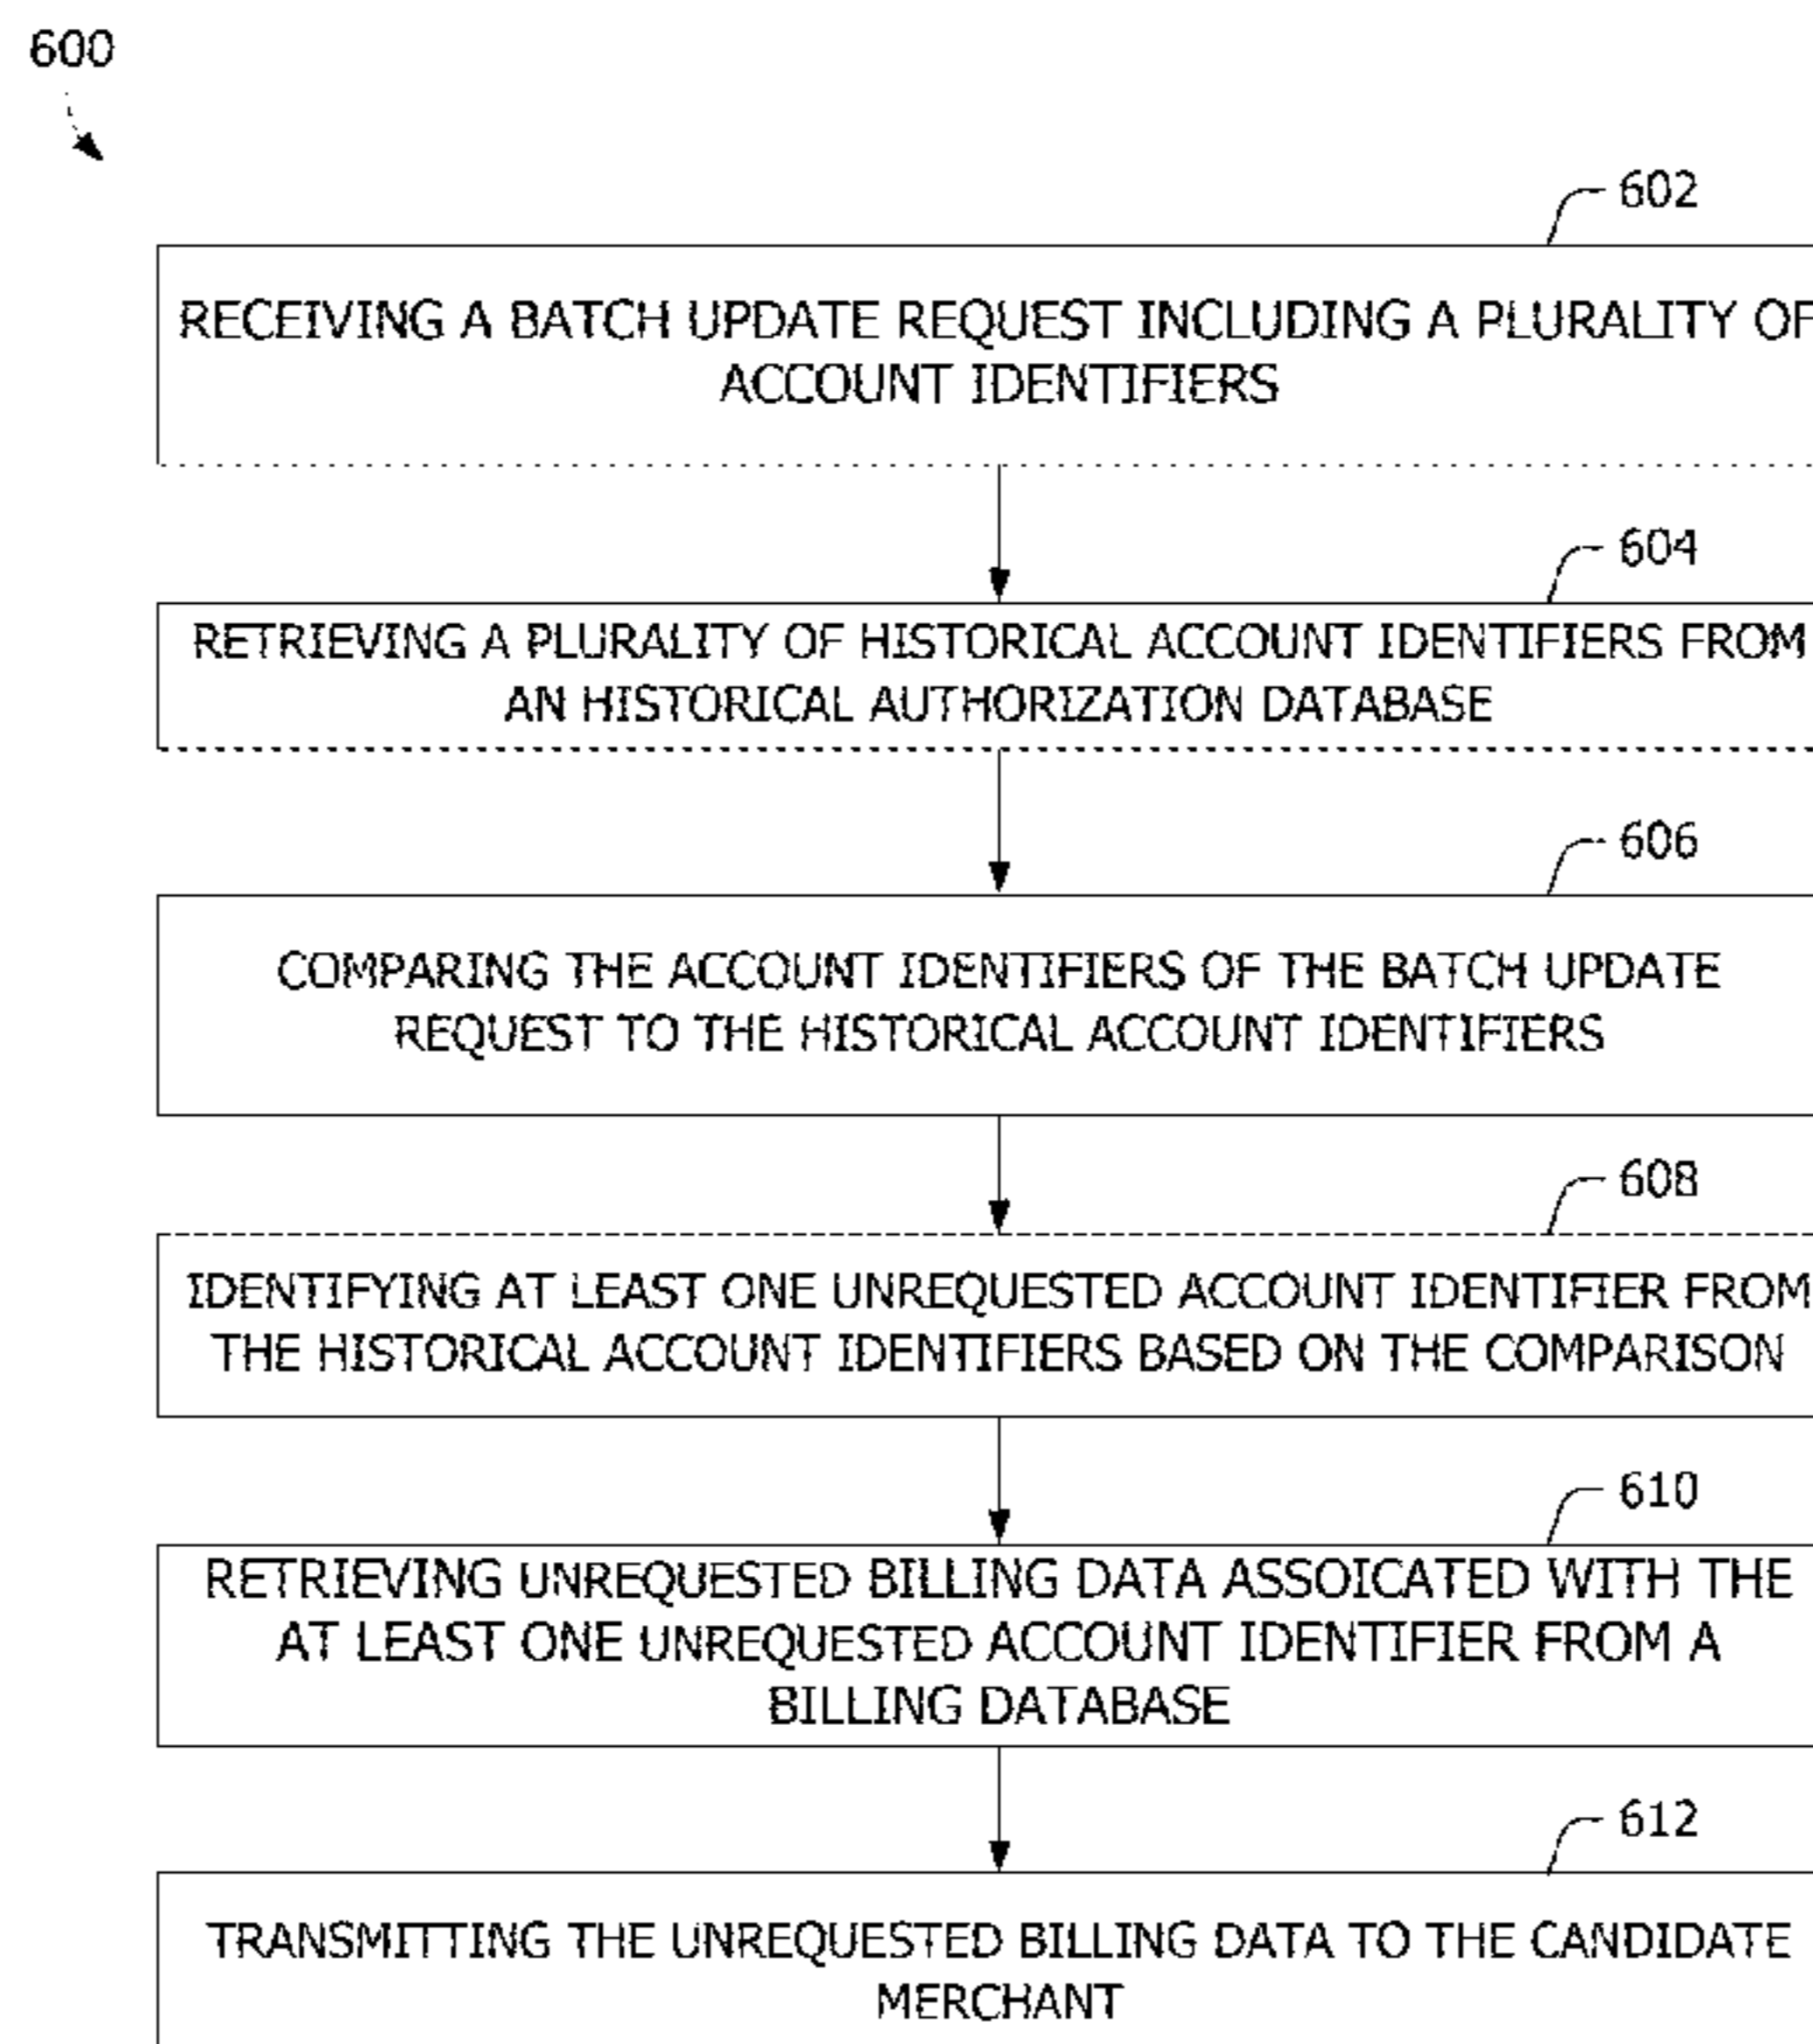 600
602
RECEIVING A BATCH UPDATE REQUEST INCLUDING A PLURALITY OF
ACCOUNT IDENTIFIERS
604
RETRIEVING A PLURALITY OF HISTORICAL ACCOUNT IDENTIFIERS FROM
AN HISTORICAL AUTHORIZATION DATABASE
606
COMPARING THE ACCOUNT IDENTIFIERS OF THE BATCH UPDATE
REQUEST TO THE HISTORICAL ACCOUNT IDENTIFIERS
608
IDENTIFYING AT LEAST ONE UNREQUESTED ACCOUNT IDENTIFIER FROM
THE HISTORICAL ACCOUNT IDENTIFIERS BASED ON THE COMPARISON
610
RETRIEVING UNREQUESTED BILLING DATA ASSOICATED WITH THE
AT LEAST ONE UNREQUESTED ACCOUNT IDENTIFIER FROM A
BILLING DATABASE
612
TRANSMITTING THE UNREQUESTED BILLING DATA TO THE CANDIDATE
MERCHANT